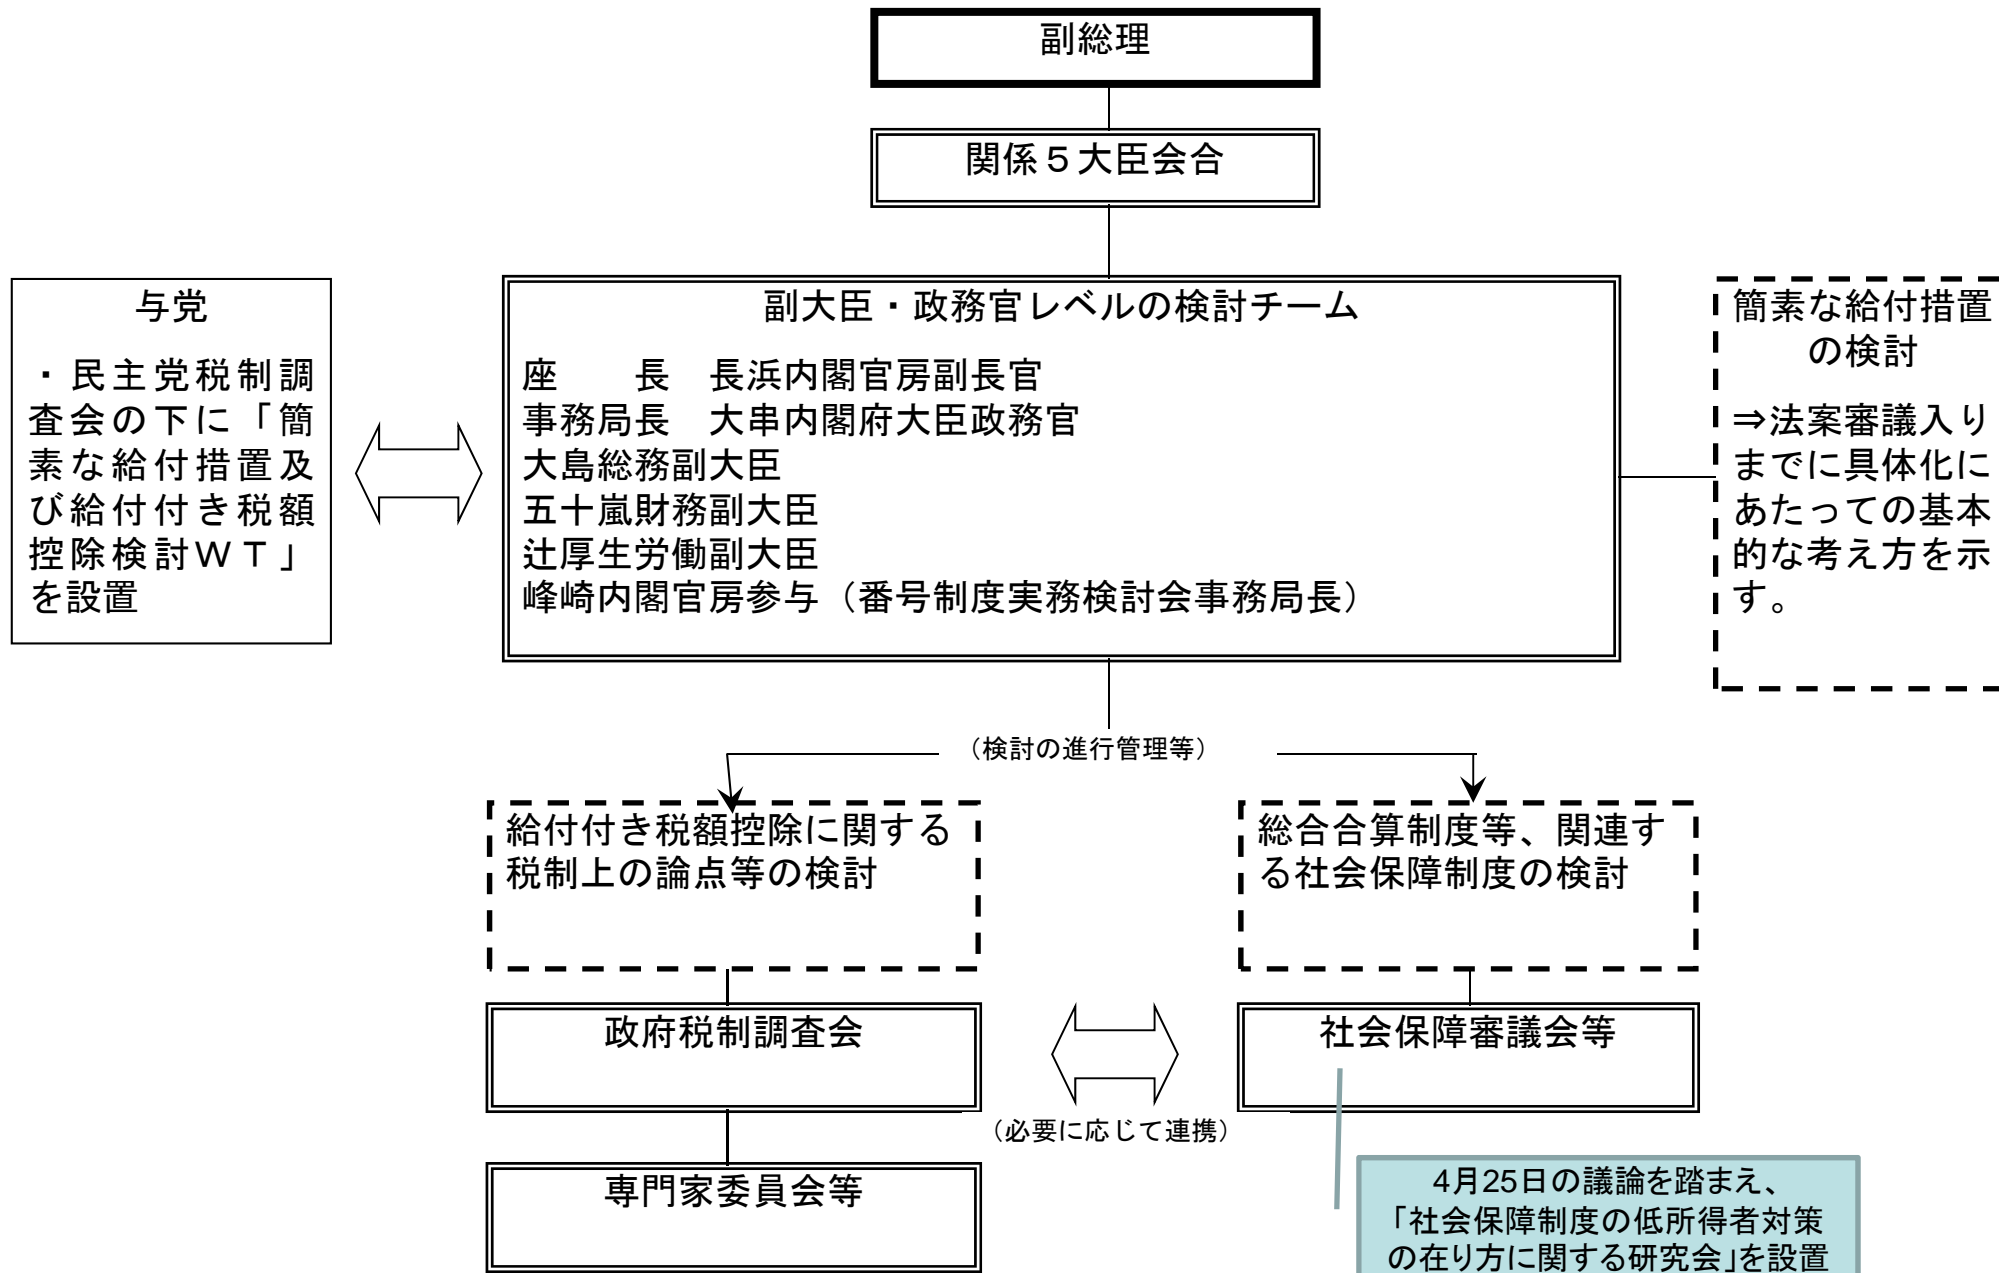 副総理
関係５大臣会合
与党
・民主党税制調
査会の下に「簡
素な給付措置及
び給付付き税額
控除検討ＷＴ」
を設置
副大臣・政務官レベルの検討チーム
座　　長　長浜内閣官房副長官
事務局長　大串内閣府大臣政務官
大島総務副大臣
五十嵐財務副大臣
辻厚生労働副大臣
峰崎内閣官房参与（番号制度実務検討会事務局長）
簡素な給付措置
の検討
⇒法案審議入り
までに具体化に
あたっての基本
的な考え方を示
す。
（検討の進行管理等）
給付付き税額控除に関する
税制上の論点等の検討
総合合算制度等、関連す
る社会保障制度の検討
政府税制調査会
社会保障審議会等
（必要に応じて連携）
専門家委員会等
4月25日の議論を踏まえ、
「社会保障制度の低所得者対策
の在り方に関する研究会」を設置